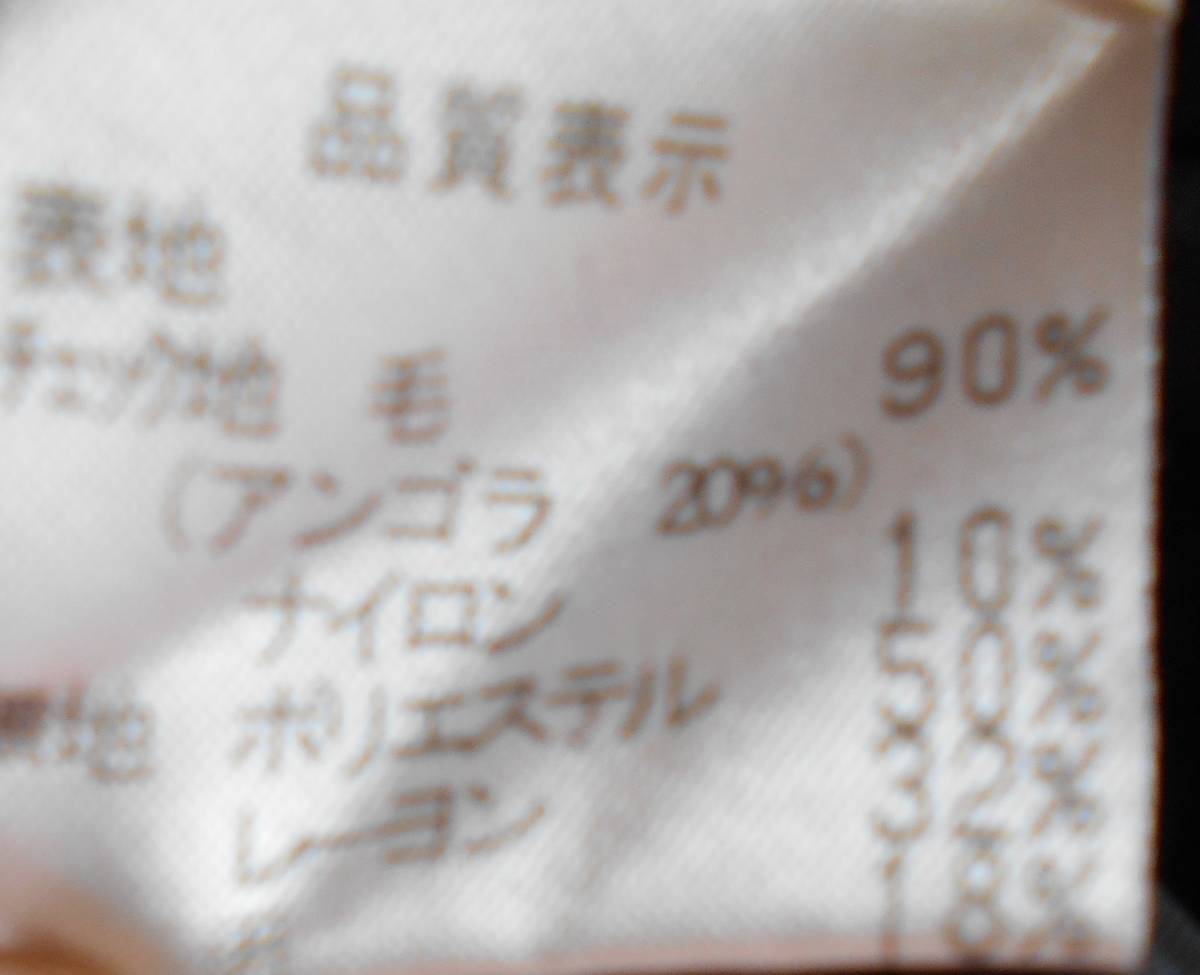 品質表示
表地
チェック地 毛 90%
(アンゴラ 20%)
ナイロン 10%
地 ポリエステル 50%
レーヨン 32%
18%